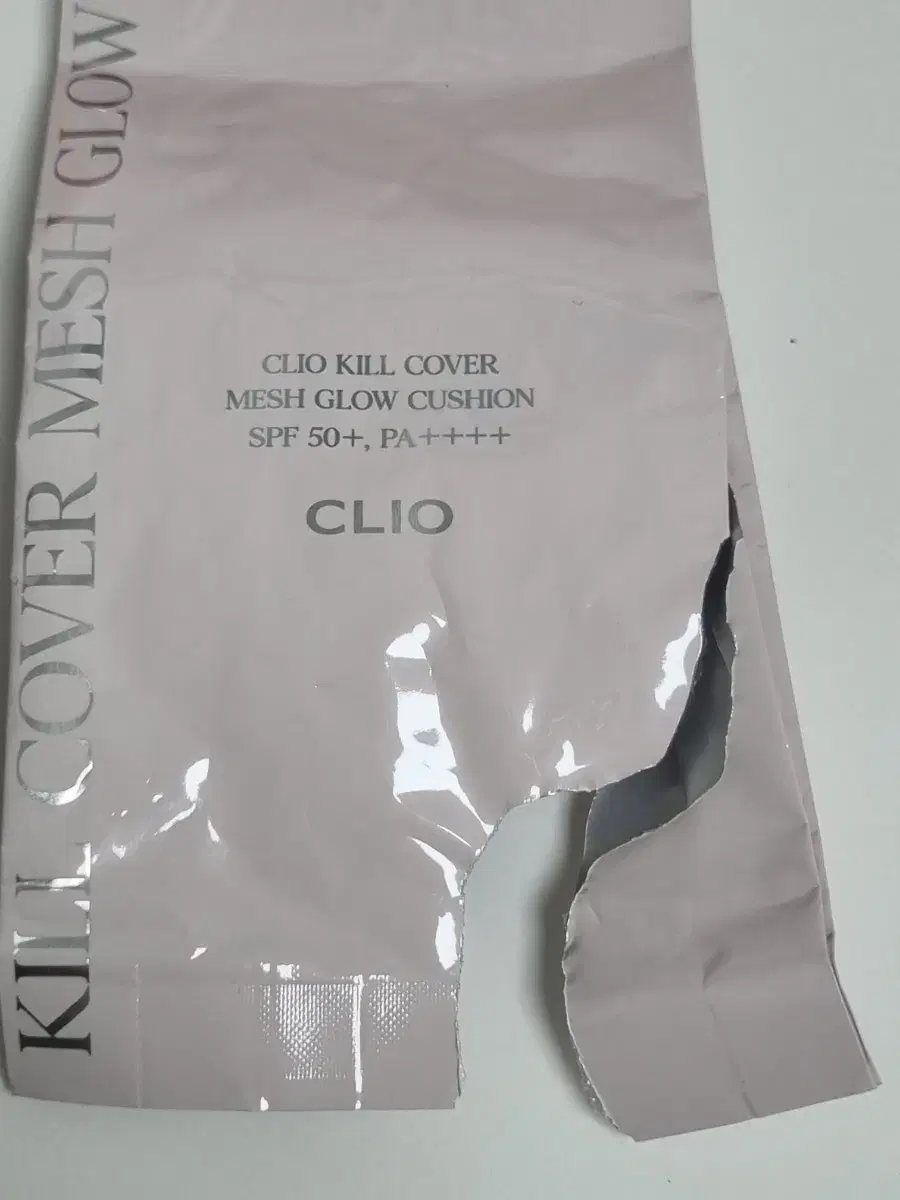 KILL COVER MESH GLOW
CLIO KILL COVER
MESH GLOW CUSHION
SPF 50+, PA++++
CLIO